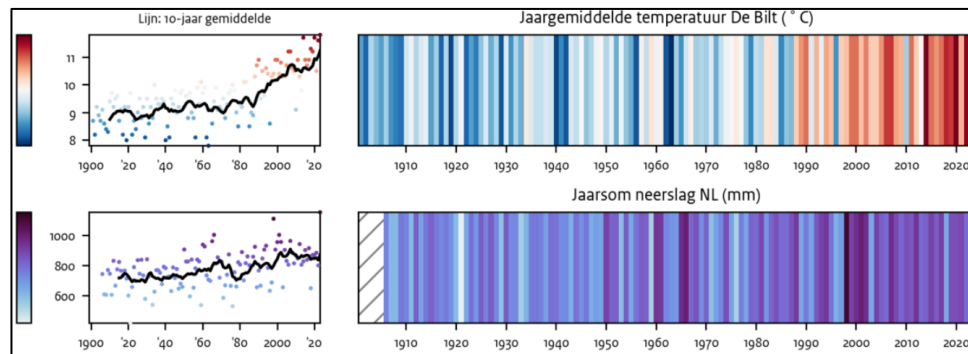 Lijn: 10-jaar gemiddelde
Jaargemiddelde temperatuur De Bilt (°C)
11
10
9
8
1900 '20 '40 '60 '80 2000 '20
1910 1920 1930 1940 1950 1960 1970 1980 1990 2000 2010 2020
Jaarsom neerslag NL (mm)
1000
800
600
1900 '20 '40 '60 '80 2000 '20
1910 1920 1930 1940 1950 1960 1970 1980 1990 2000 2010 2020